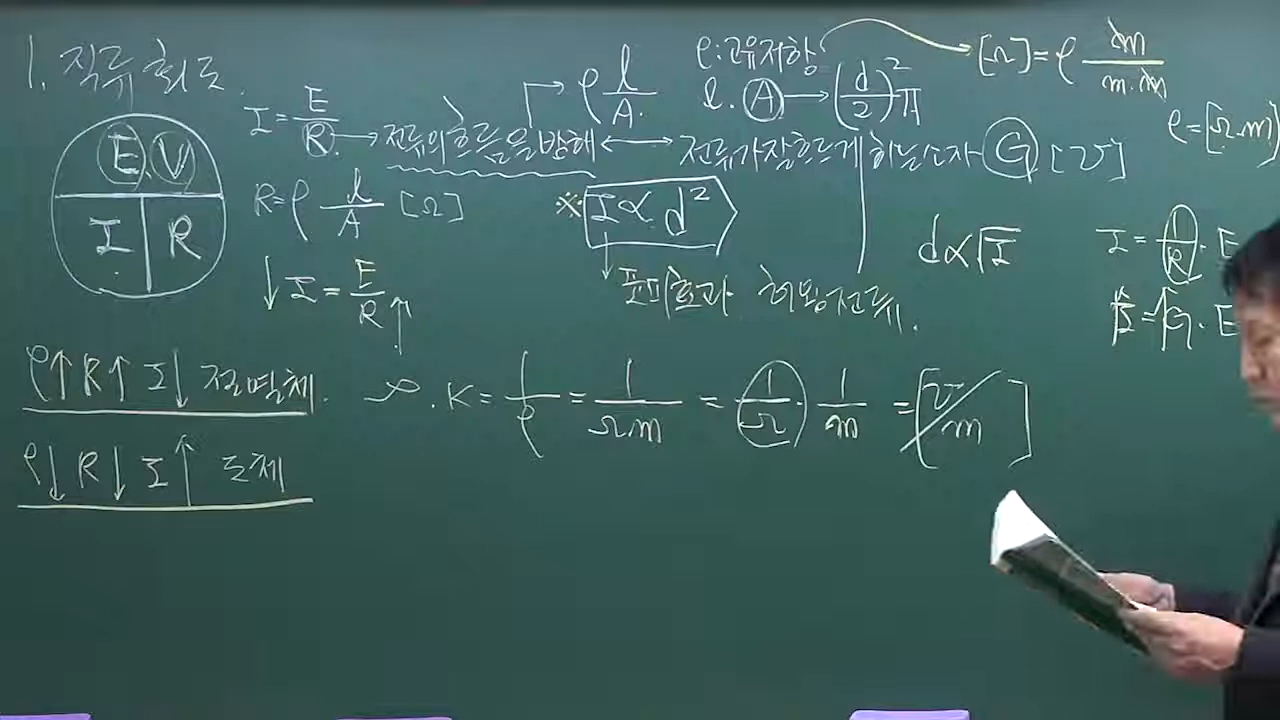 1. 직류회로
E, V
I R
I = E/R → 전류의 흐름을 방해 ↔ 전류가 잘 흐르게 하는 소자 G [℧]
ρ l/A
ρ : 고유저항
l. A → (d/2)² π
[Ω] = ρ m/m·m
ρ = [Ω·m]
R = ρ l/A [Ω]
※ I ∝ d²
d ∝ √I
I = 1/R · E
↓ I = E/R ↑
표피효과 허용전류.
I = G · E
ρ↑ R↑ I↓ 절연체.
. K = 1/ρ = 1/Ω·m = 1/Ω · 1/m = [℧/m]
ρ↓ R↓ I↑ 도체